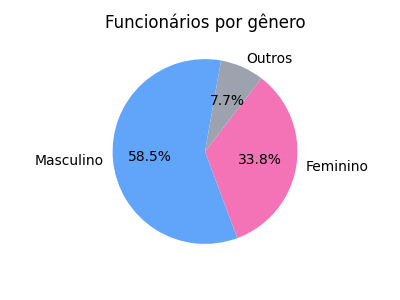 Funcionários por gênero
Outros
7.7%
Masculino
58.5%
33.8%
Feminino